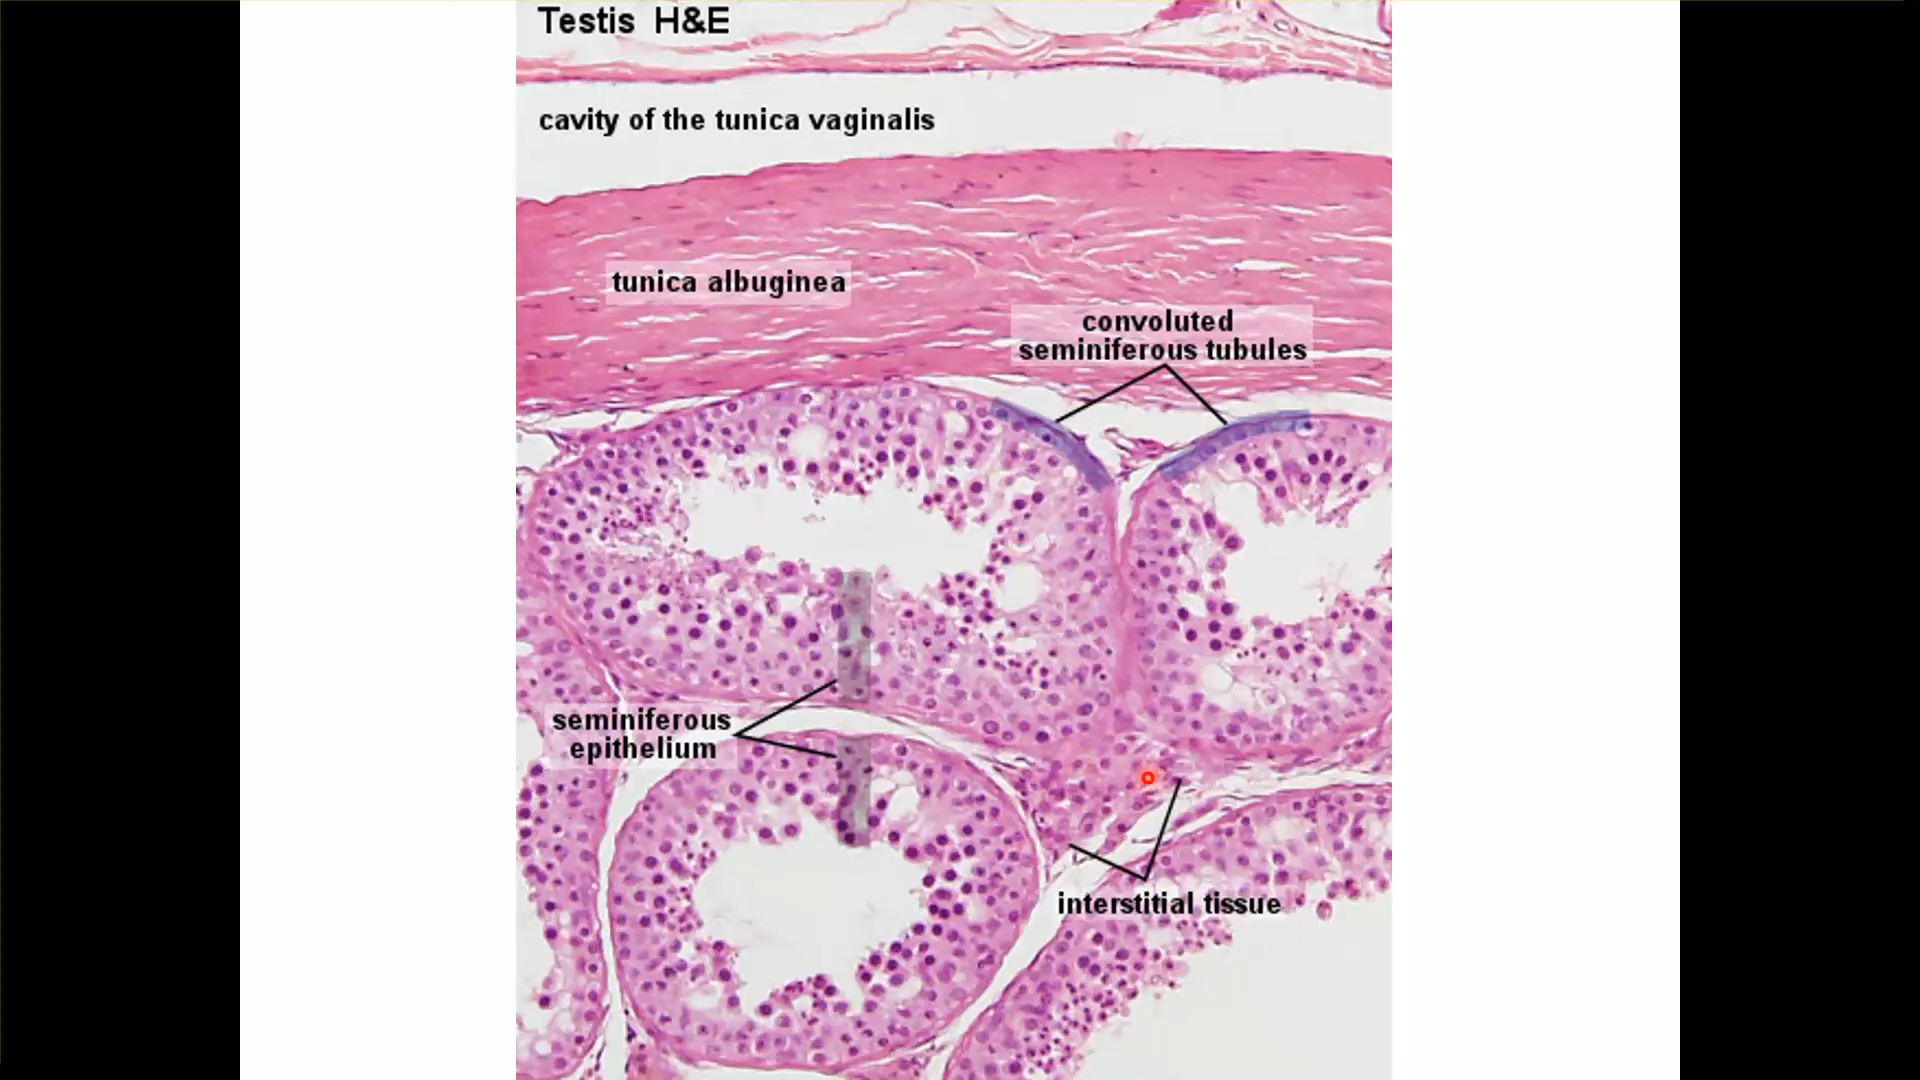 Testis H&E
cavity of the tunica vaginalis
tunica albuginea
convoluted
seminiferous tubules
seminiferous
epithelium
interstitial tissue